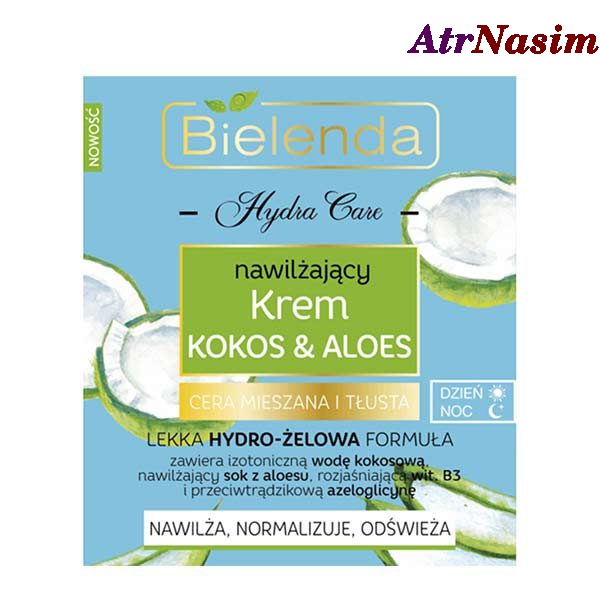 AtrNasim
NOWOŚĆ
Bielenda
Hydra Care
nawilżający
Krem
KOKOS & ALOES
CERA MIESZANA I TŁUSTA
DZIEŃ
NOC
LEKKA HYDRO-ŻELOWA FORMUŁA
zawiera izotoniczną wodę kokosową,
nawilżający sok z aloesu, rozjaśniającą wit. B3
i przeciwtrądzikową azeloglicynę
NAWILŻA, NORMALIZUJE, ODŚWIEŻA